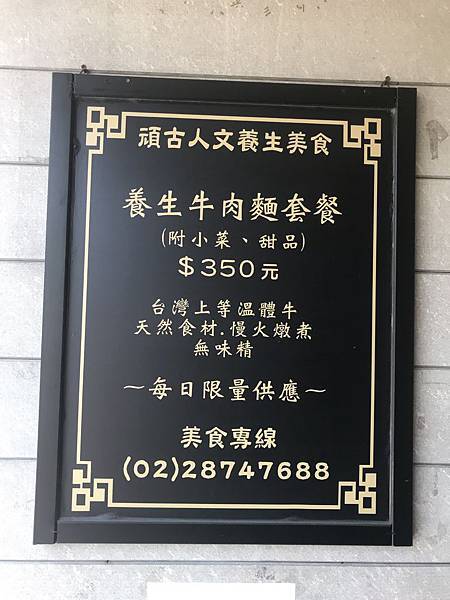 頑古人文養生美食
養生牛肉麵套餐
(附小菜、甜品)
$350元
台灣上等溫體牛
天然食材.慢火燉煮
無味精
～每日限量供應～
美食專線
(02)28747688